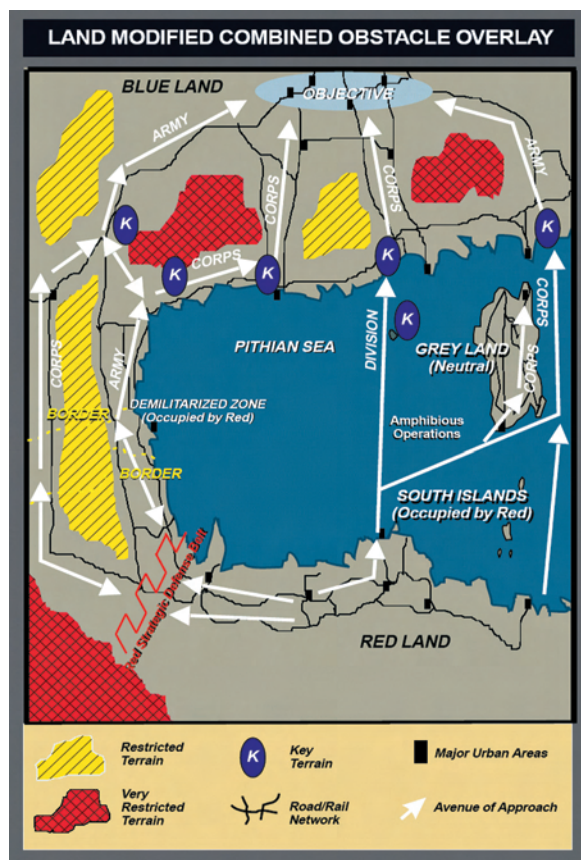 LAND MODIFIED COMBINED OBSTACLE OVERLAY
BLUE LAND
OBJECTIVE
ARMY
ARMY
CORPS
CORPS
K
K
CORPS
K
K
K
K
CORPS
ARMY
DIVISION
CORPS
PITHIAN SEA
GREY LAND
(Neutral)
CORPS
BORDER
DEMILITARIZED ZONE
(Occupied by Red)
Amphibious
Operations
BORDER
SOUTH ISLANDS
(Occupied by Red)
Red Strategic Defense Belt
RED LAND
Restricted
Terrain
K
Key
Terrain
Major Urban Areas
Very
Restricted
Terrain
Road/Rail
Network
Avenue of Approach